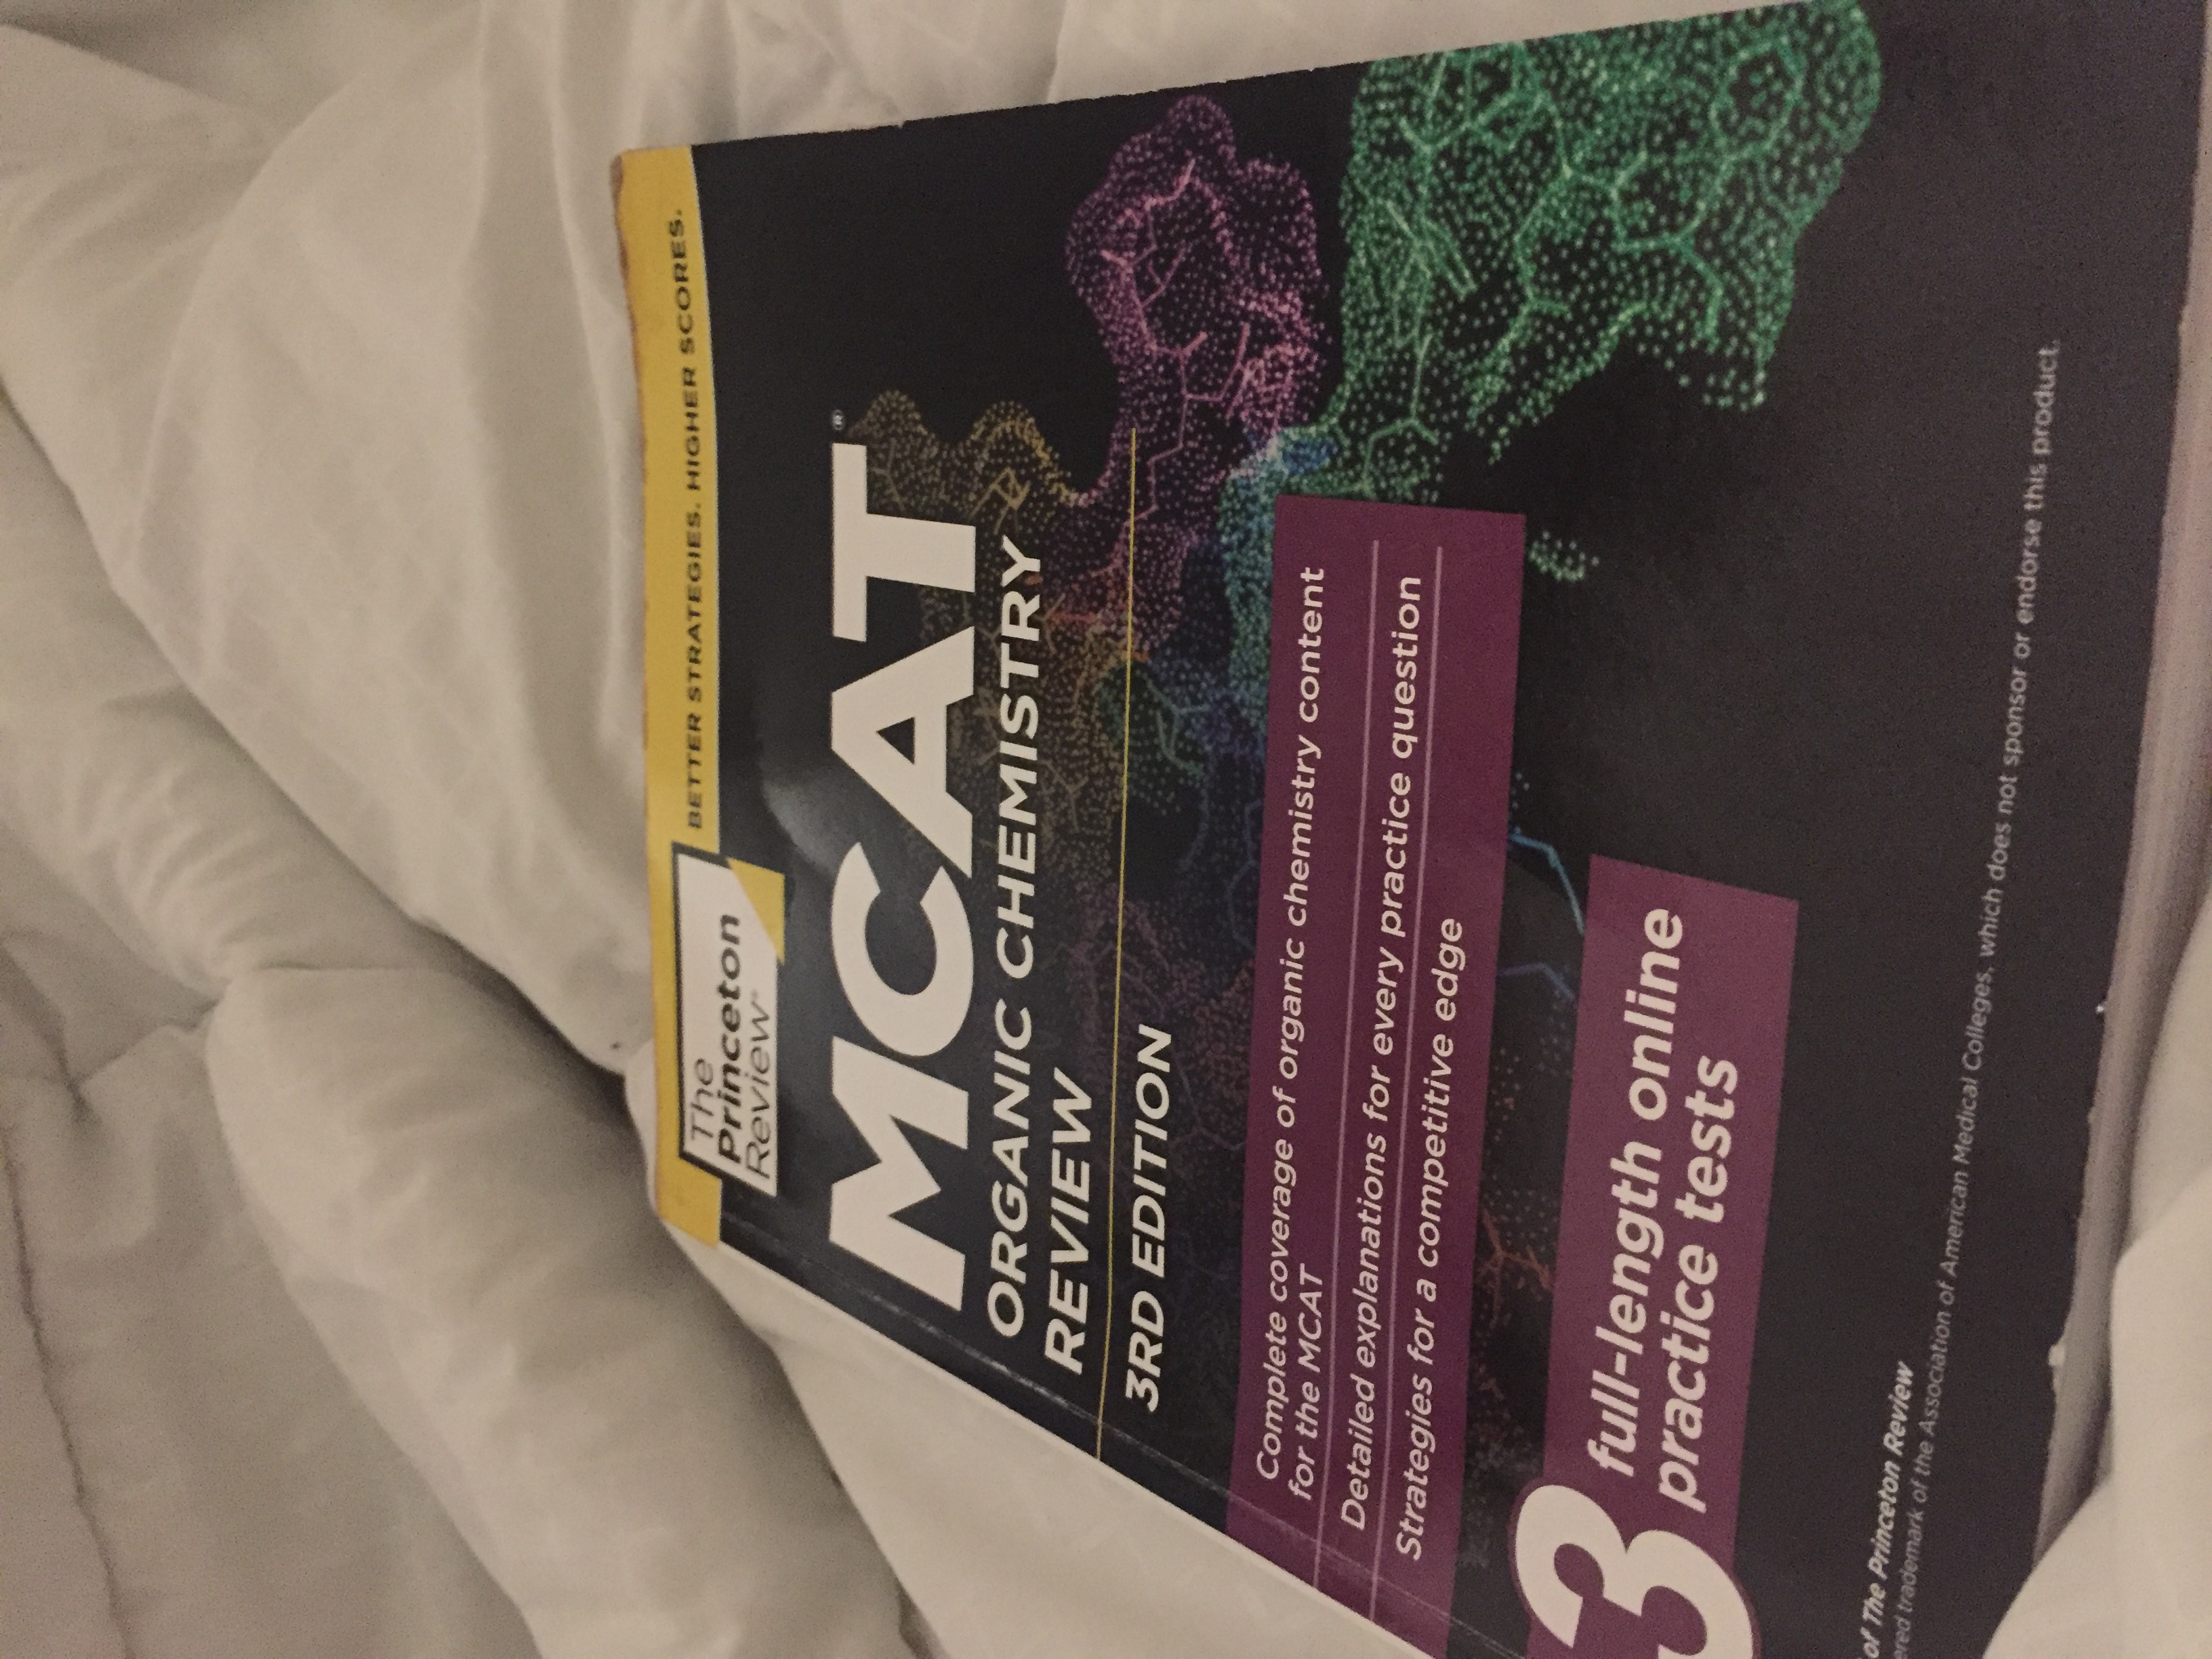 The
Princeton
Review®
BETTER STRATEGIES. HIGHER SCORES.
MCAT®
ORGANIC CHEMISTRY
REVIEW
3RD EDITION
Complete coverage of organic chemistry content
for the MCAT
Detailed explanations for every practice question
Strategies for a competitive edge
3
full-length online
practice tests
of The Princeton Review
trademark of the Association of American Medical Colleges, which does not sponsor or endorse this product.